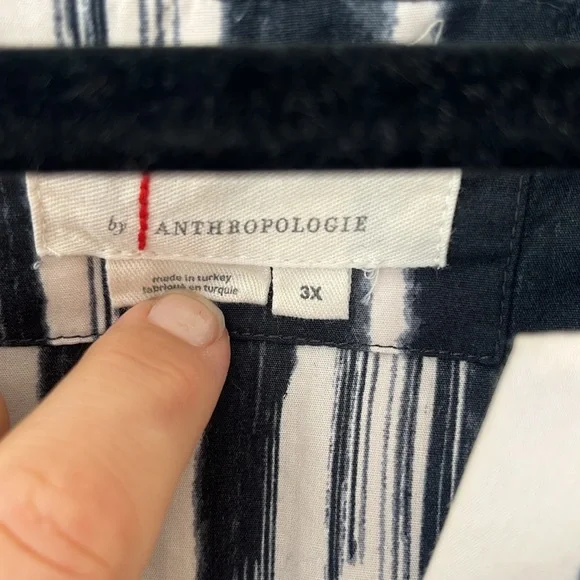 by ANTHROPOLOGIE
made in turkey
fabriqué en turquie
3X